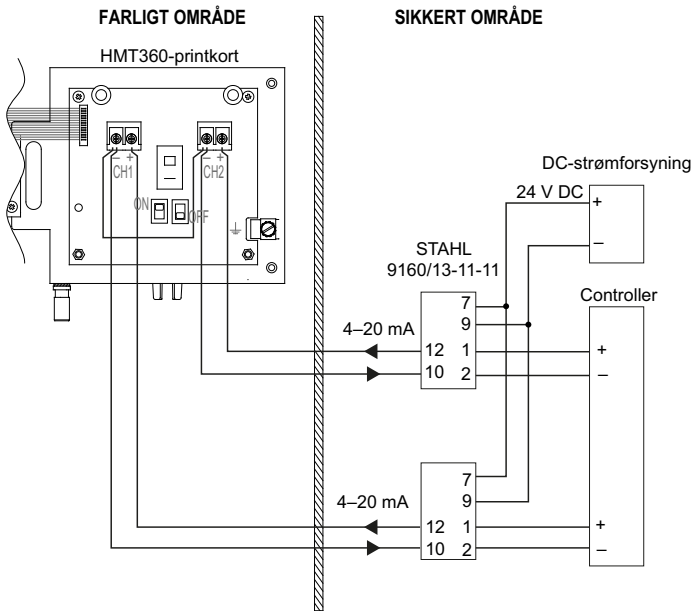 FARLIGT OMRÅDE
SIKKERT OMRÅDE
HMT360-printkort
– +
CH1
– +
CH2
ON
OFF
DC-strømforsyning
24 V DC
+
–
STAHL
9160/13-11-11
Controller
7
9
4–20 mA
12 1
10 2
+
–
7
9
4–20 mA
12 1
10 2
+
–